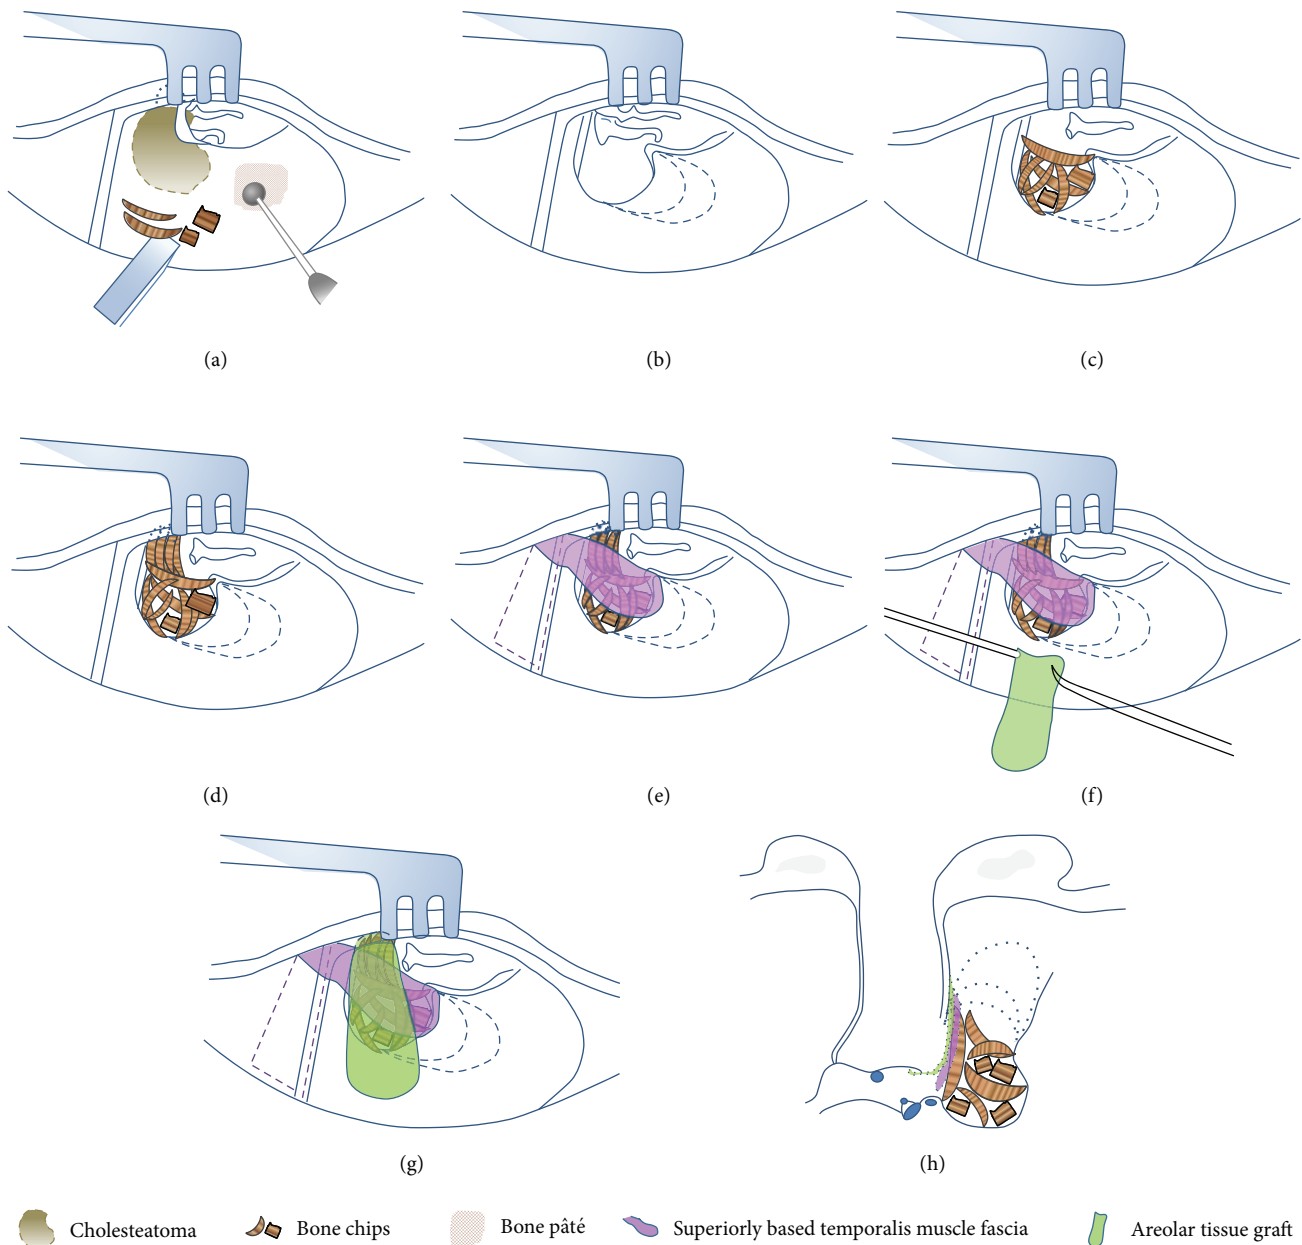 (a) (b) (c)
(d) (e) (f)
(g) (h)
Cholesteatoma Bone chips Bone pâté Superiorly based temporalis muscle fascia Areolar tissue graft